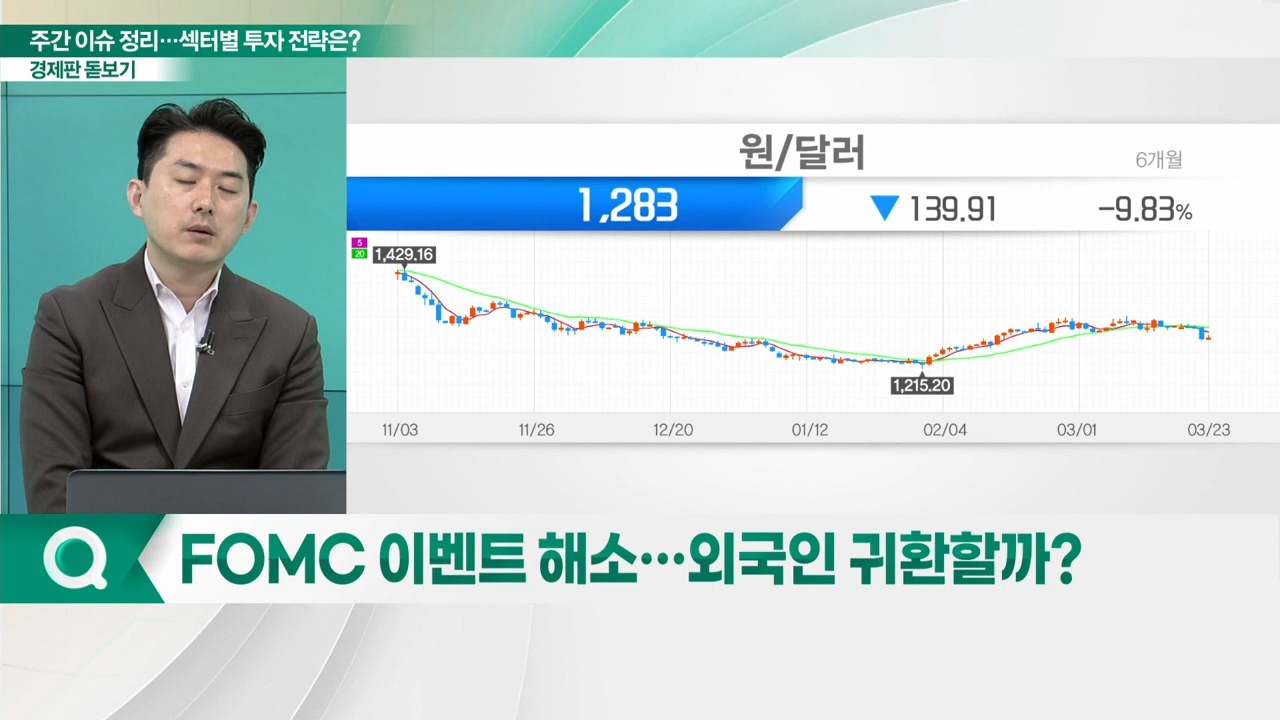 주간 이슈 정리…섹터별 투자 전략은?
경제판 돋보기
원/달러
6개월
1,283 ▼ 139.91 -9.83%
5
20
1,429.16
1,215.20
11/03 11/26 12/20 01/12 02/04 03/01 03/23
Q FOMC 이벤트 해소…외국인 귀환할까?